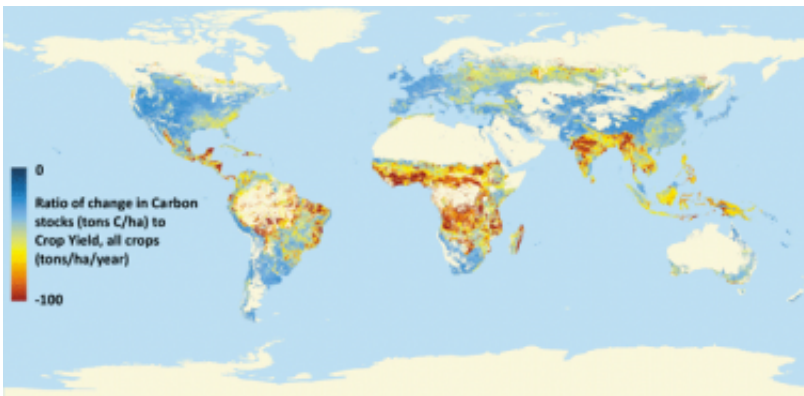 0
Ratio of change in Carbon
stocks (tons C/ha) to
Crop Yield, all crops
(tons/ha/year)
-100